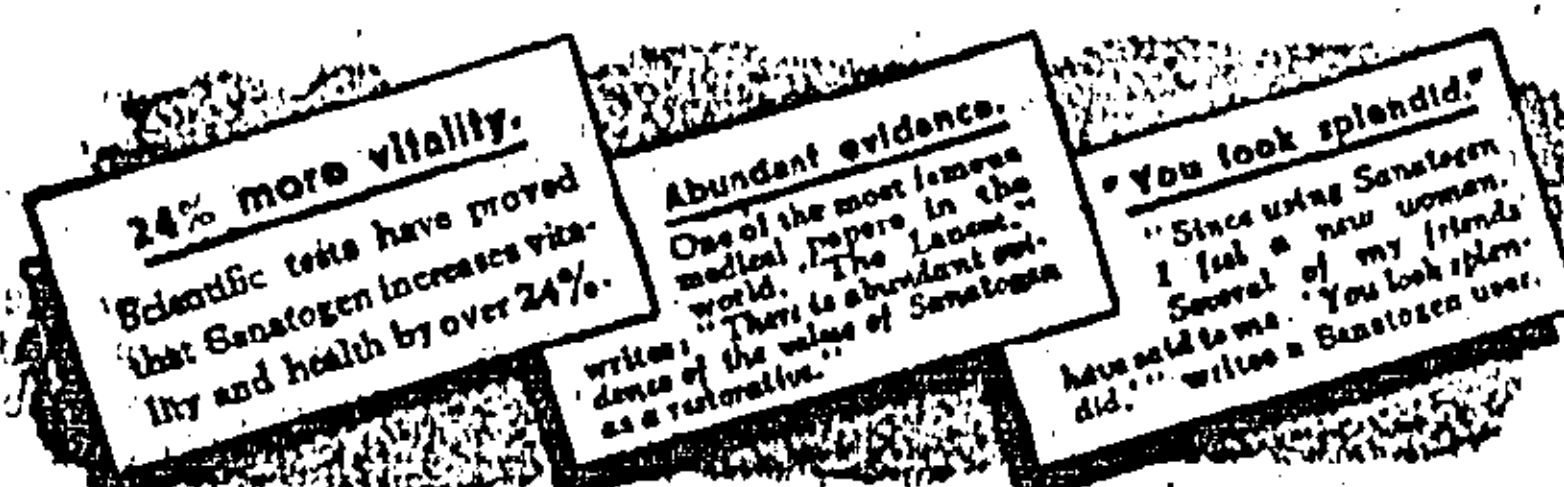 24% more vitality.
Scientific tests have proved
that Sanatogen increases vita-
lity and health by over 24%.
Abundant evidence.
One of the most famous
medical papers in the
world, "The Lancet,"
writes: "There is abundant evi-
dence of the value of Sanatogen
as a restorative."
"You look splendid."
"Since using Sanatogen
I feel a new woman.
Several of my friends
have said to me 'You look splen-
did.'" writes a Sanatogen user.